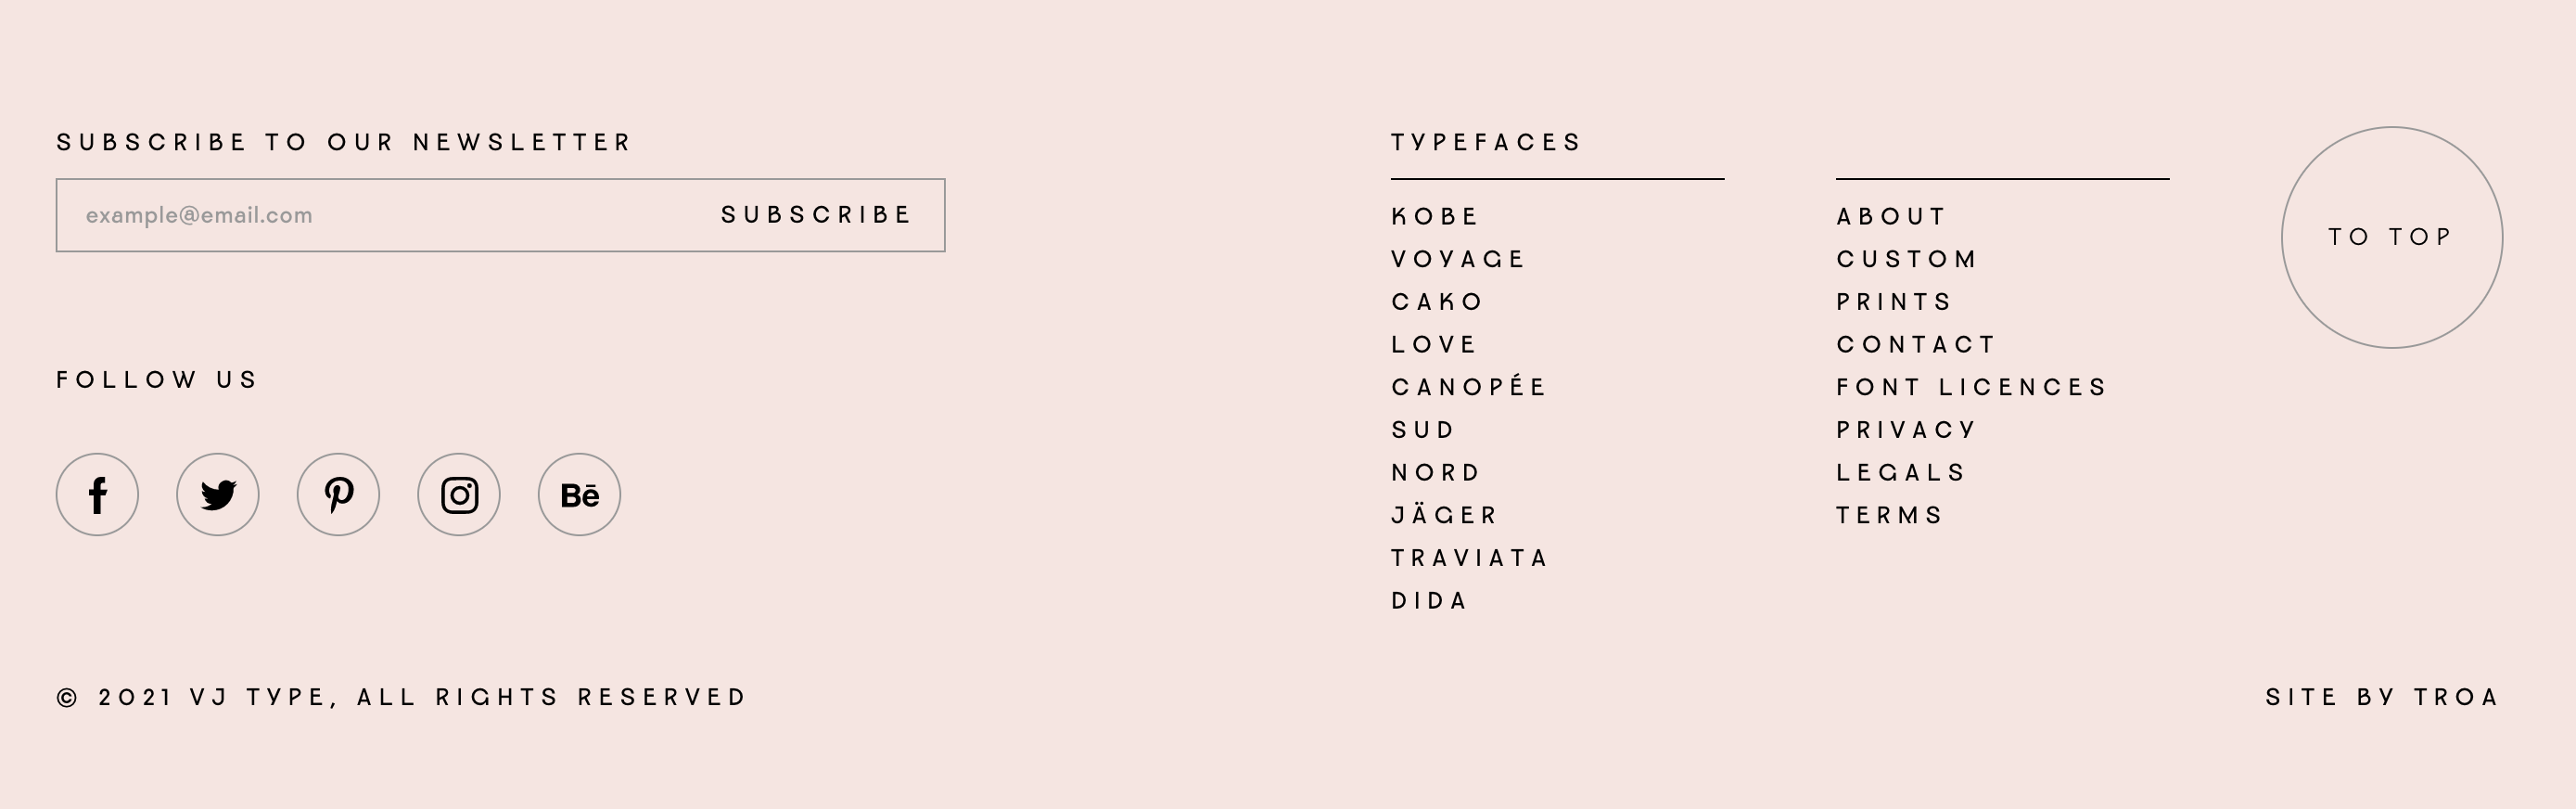 SUBSCRIBE TO OUR NEWSLETTER
example@email.com
SUBSCRIBE
FOLLOW US
Bē
TYPEFACES
KOBE
VOYAGE
CAKO
LOVE
CANOPÉE
SUD
NORD
JÄGER
TRAVIATA
DIDA
ABOUT
CUSTOM
PRINTS
CONTACT
FONT LICENCES
PRIVACY
LEGALS
TERMS
TO TOP
© 2021 VJ TYPE, ALL RIGHTS RESERVED
SITE BY TROA